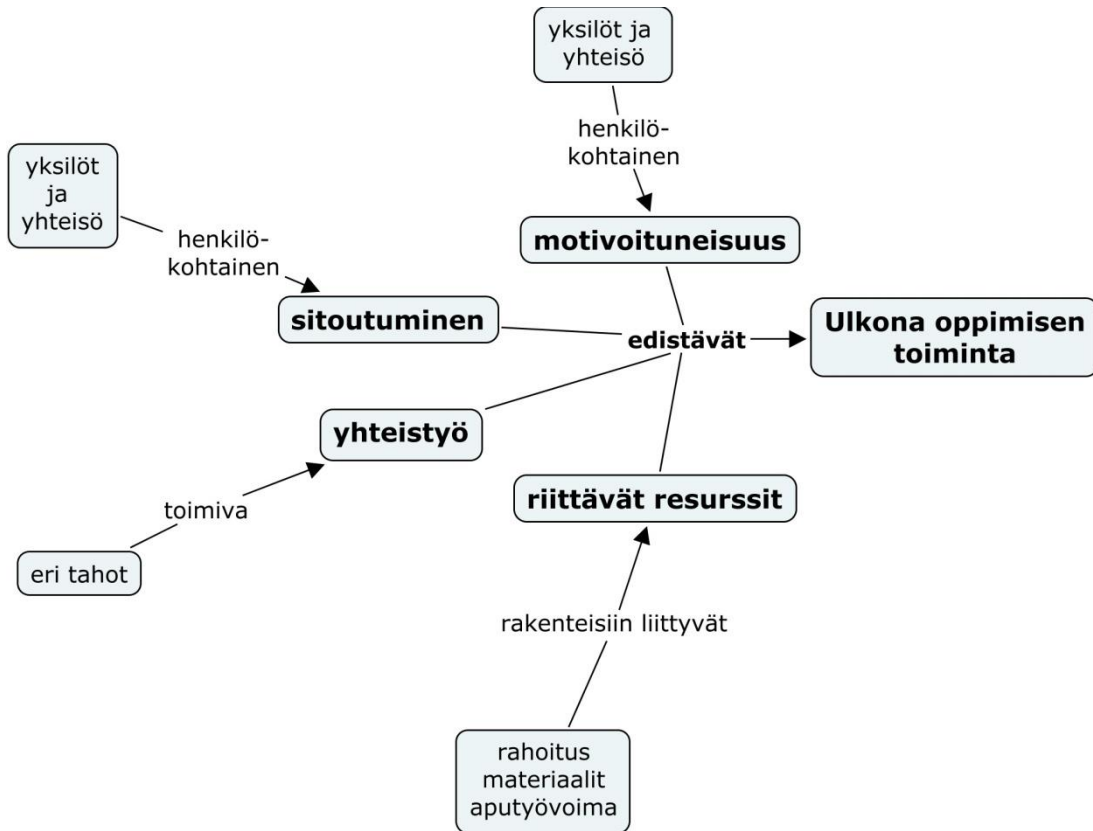 yksilöt ja
yhteisö
henkilö-
kohtainen
motivoituneisuus
yksilöt
ja
yhteisö
henkilö-
kohtainen
sitoutuminen
edistävät
Ulkona oppimisen
toiminta
yhteistyö
toimiva
eri tahot
riittävät resurssit
rakenteisiin liittyvät
rahoitus
materiaalit
aputyövoima